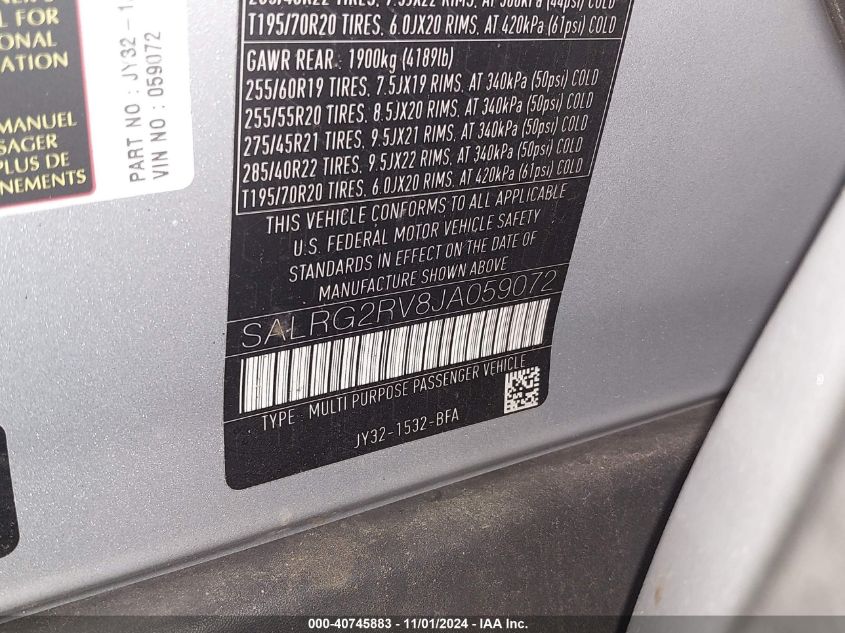 L FOR
ONAL
ATION
MANUEL
SAGER
PLUS DE
NEMENTS
PART NO : JY32-1
VIN NO : 059072
T195/70R20 TIRES, 6.0JX20 RIMS, AT 420kPa (61psi) COLD
GAWR REAR : 1900kg (4189lb)
255/60R19 TIRES, 7.5JX19 RIMS, AT 340kPa (50psi) COLD
255/55R20 TIRES, 8.5JX20 RIMS, AT 340kPa (50psi) COLD
275/45R21 TIRES, 9.5JX21 RIMS, AT 340kPa (50psi) COLD
285/40R22 TIRES, 9.5JX22 RIMS, AT 340kPa (50psi) COLD
T195/70R20 TIRES, 6.0JX20 RIMS, AT 420kPa (61psi) COLD
THIS VEHICLE CONFORMS TO ALL APPLICABLE
U.S. FEDERAL MOTOR VEHICLE SAFETY
STANDARDS IN EFFECT ON THE DATE OF
MANUFACTURE SHOWN ABOVE
SALRG2RV8JA059072
TYPE : MULTI PURPOSE PASSENGER VEHICLE
JY32-1532-BFA
000-40745883 - 11/01/2024 - IAA Inc.